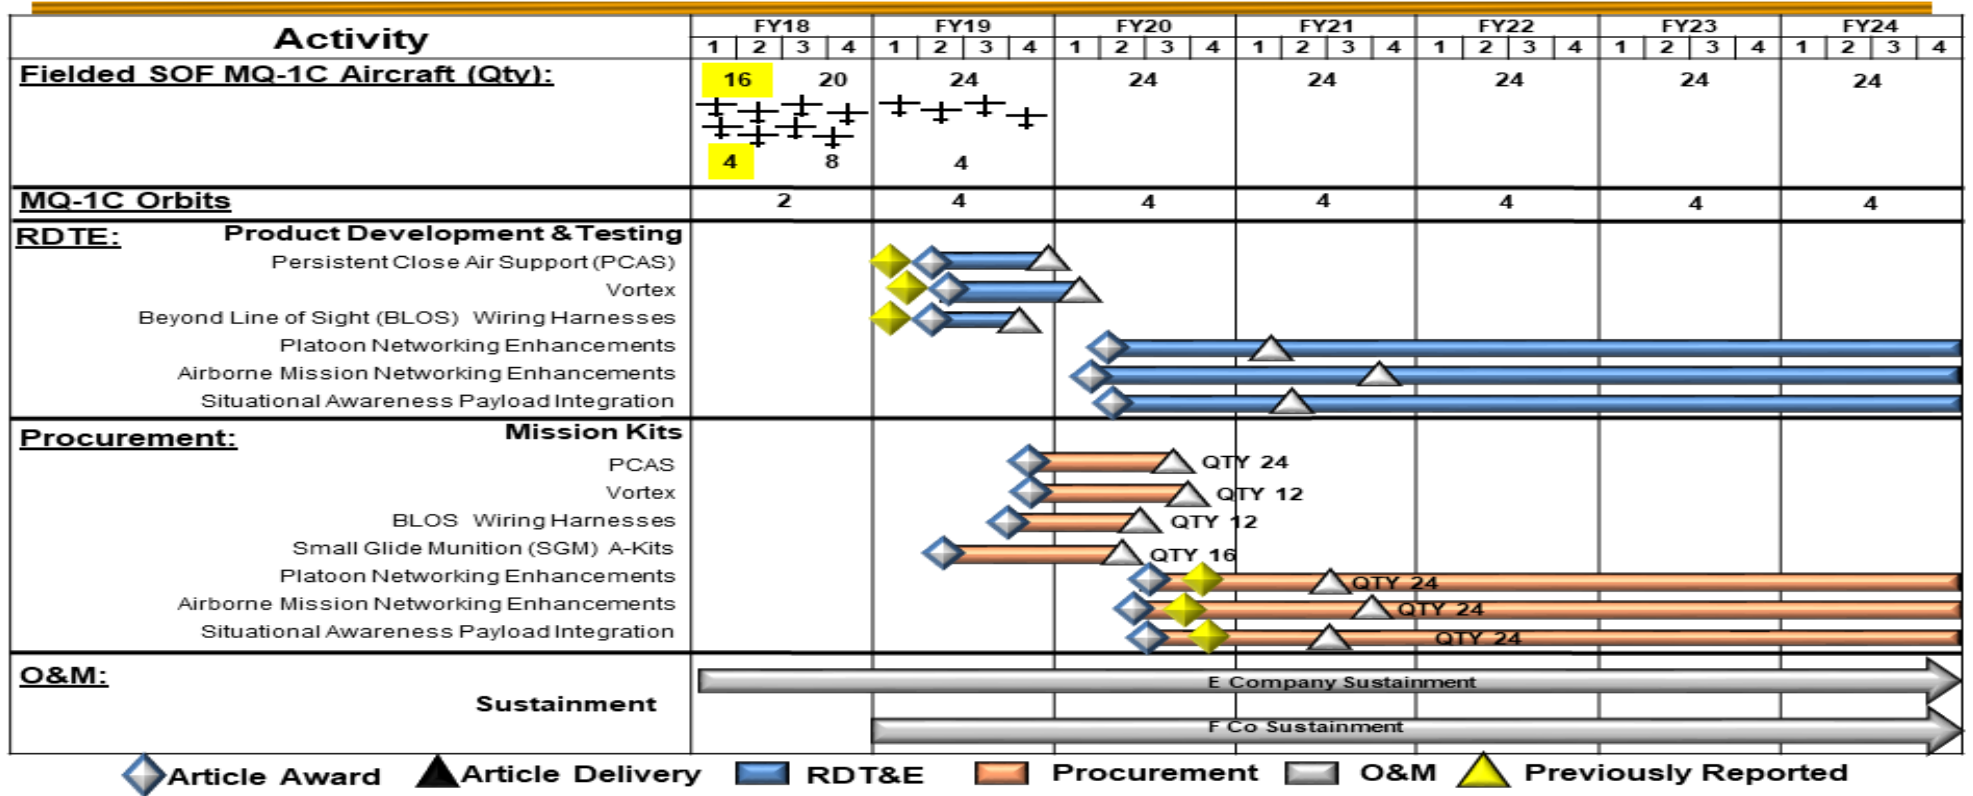 Activity FY18 FY19 FY20 FY21 FY22 FY23 FY24
1 2 3 4 1 2 3 4 1 2 3 4 1 2 3 4 1 2 3 4 1 2 3 4 1 2 3 4
Fielded SOF MQ-1C Aircraft (Qty): 16 20 24 24 24 24 24 24
4 8 4
MQ-1C Orbits 2 4 4 4 4 4 4
RDTE: Product Development & Testing
Persistent Close Air Support (PCAS)
Vortex
Beyond Line of Sight (BLOS) Wiring Harnesses
Platoon Networking Enhancements
Airborne Mission Networking Enhancements
Situational Awareness Payload Integration
Procurement: Mission Kits
PCAS QTY 24
Vortex QTY 12
BLOS Wiring Harnesses QTY 12
Small Glide Munition (SGM) A-Kits QTY 16
Platoon Networking Enhancements QTY 24
Airborne Mission Networking Enhancements QTY 24
Situational Awareness Payload Integration QTY 24
O&M: E Company Sustainment
Sustainment
F Co Sustainment
Article Award Article Delivery RDT&E Procurement O&M Previously Reported